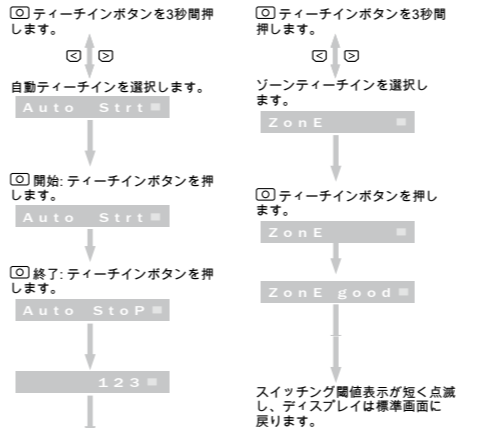 ティーチインボタンを3秒間押
します。
自動ティーチインを選択します。
Auto Strt
開始: ティーチインボタンを押
します。
Auto Strt
終了: ティーチインボタンを押
します。
Auto StoP
123
ティーチインボタンを3秒間
押します。
ゾーンティーチインを選択し
ます。
ZonE
ティーチインボタンを押し
ます。
ZonE
ZonE good
スイッチング閾値表示が短く点滅
し、ディスプレイは標準画面に
戻ります。